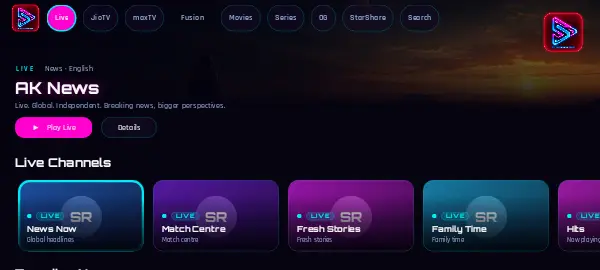 Live JioTV maxTV Fusion Movies Series OG StarShare Search
LIVE News · English
AK News
Live. Global. Independent. Breaking news, bigger perspectives.
▶ Play Live Details
Live Channels
SR SR SR SR
LIVE LIVE LIVE LIVE LIVE
News Now Match Centre Fresh Stories Family Time Hits
Global headlines Match centre Fresh stories Family time Now playing